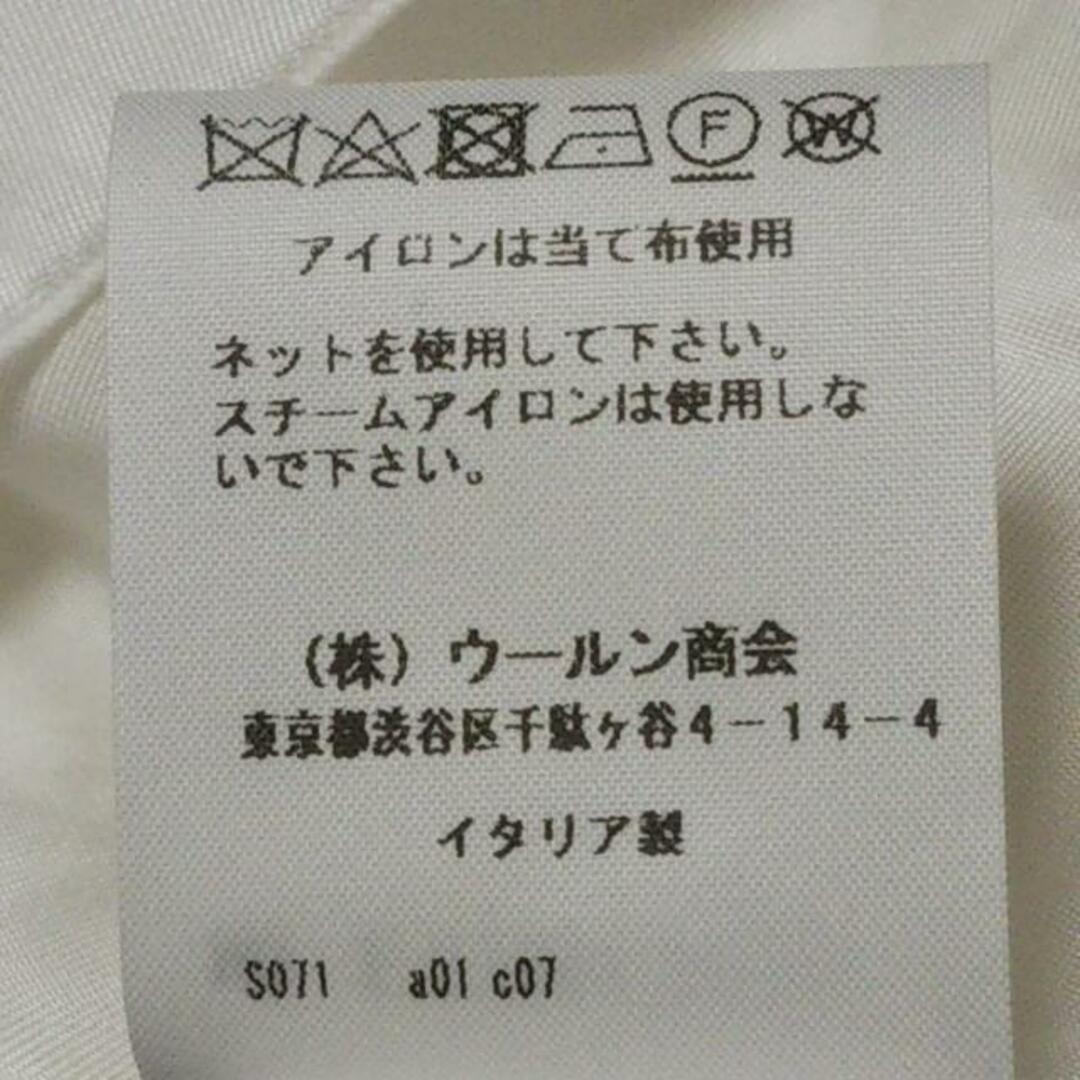 F W
アイロンは当て布使用
ネットを使用して下さい。
スチームアイロンは使用しな
いで下さい。
(株) ウールン商会
東京都渋谷区千駄ヶ谷4-14-4
イタリア製
S071 a01 c07